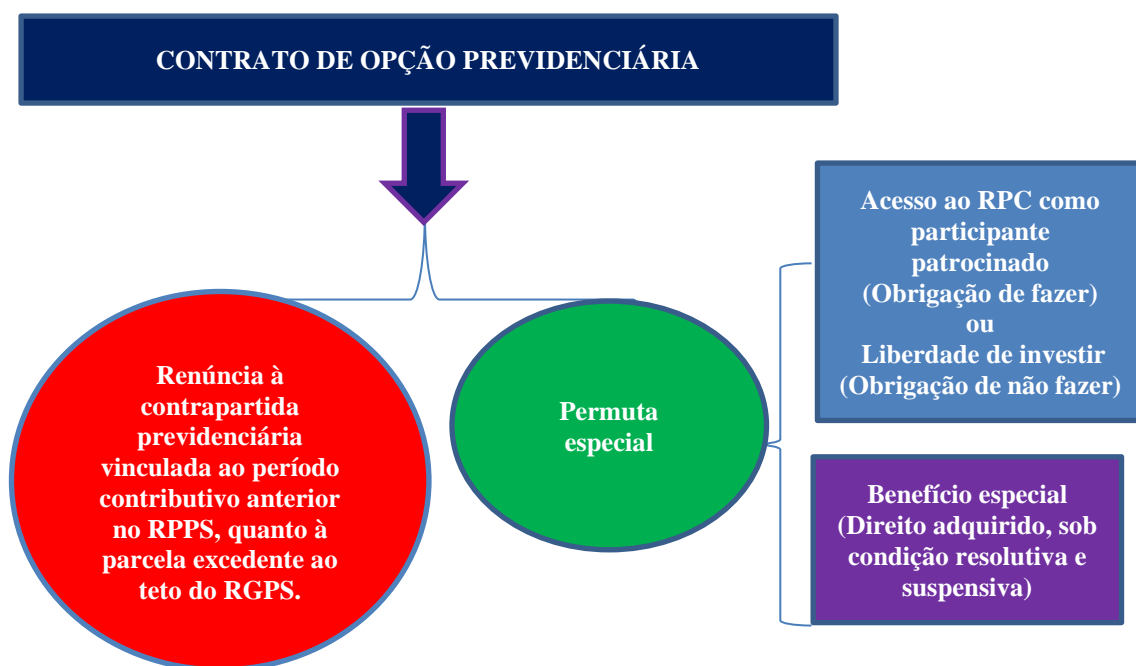 CONTRATO DE OPÇÃO PREVIDENCIÁRIA
Renúncia à
contrapartida
previdenciária
vinculada ao período
contributivo anterior
no RPPS, quanto à
parcela excedente ao
teto do RGPS.
Permuta
especial
Acesso ao RPC como
participante
patrocinado
(Obrigação de fazer)
ou
Liberdade de investir
(Obrigação de não fazer)
Benefício especial
(Direito adquirido, sob
condição resolutiva e
suspensiva)